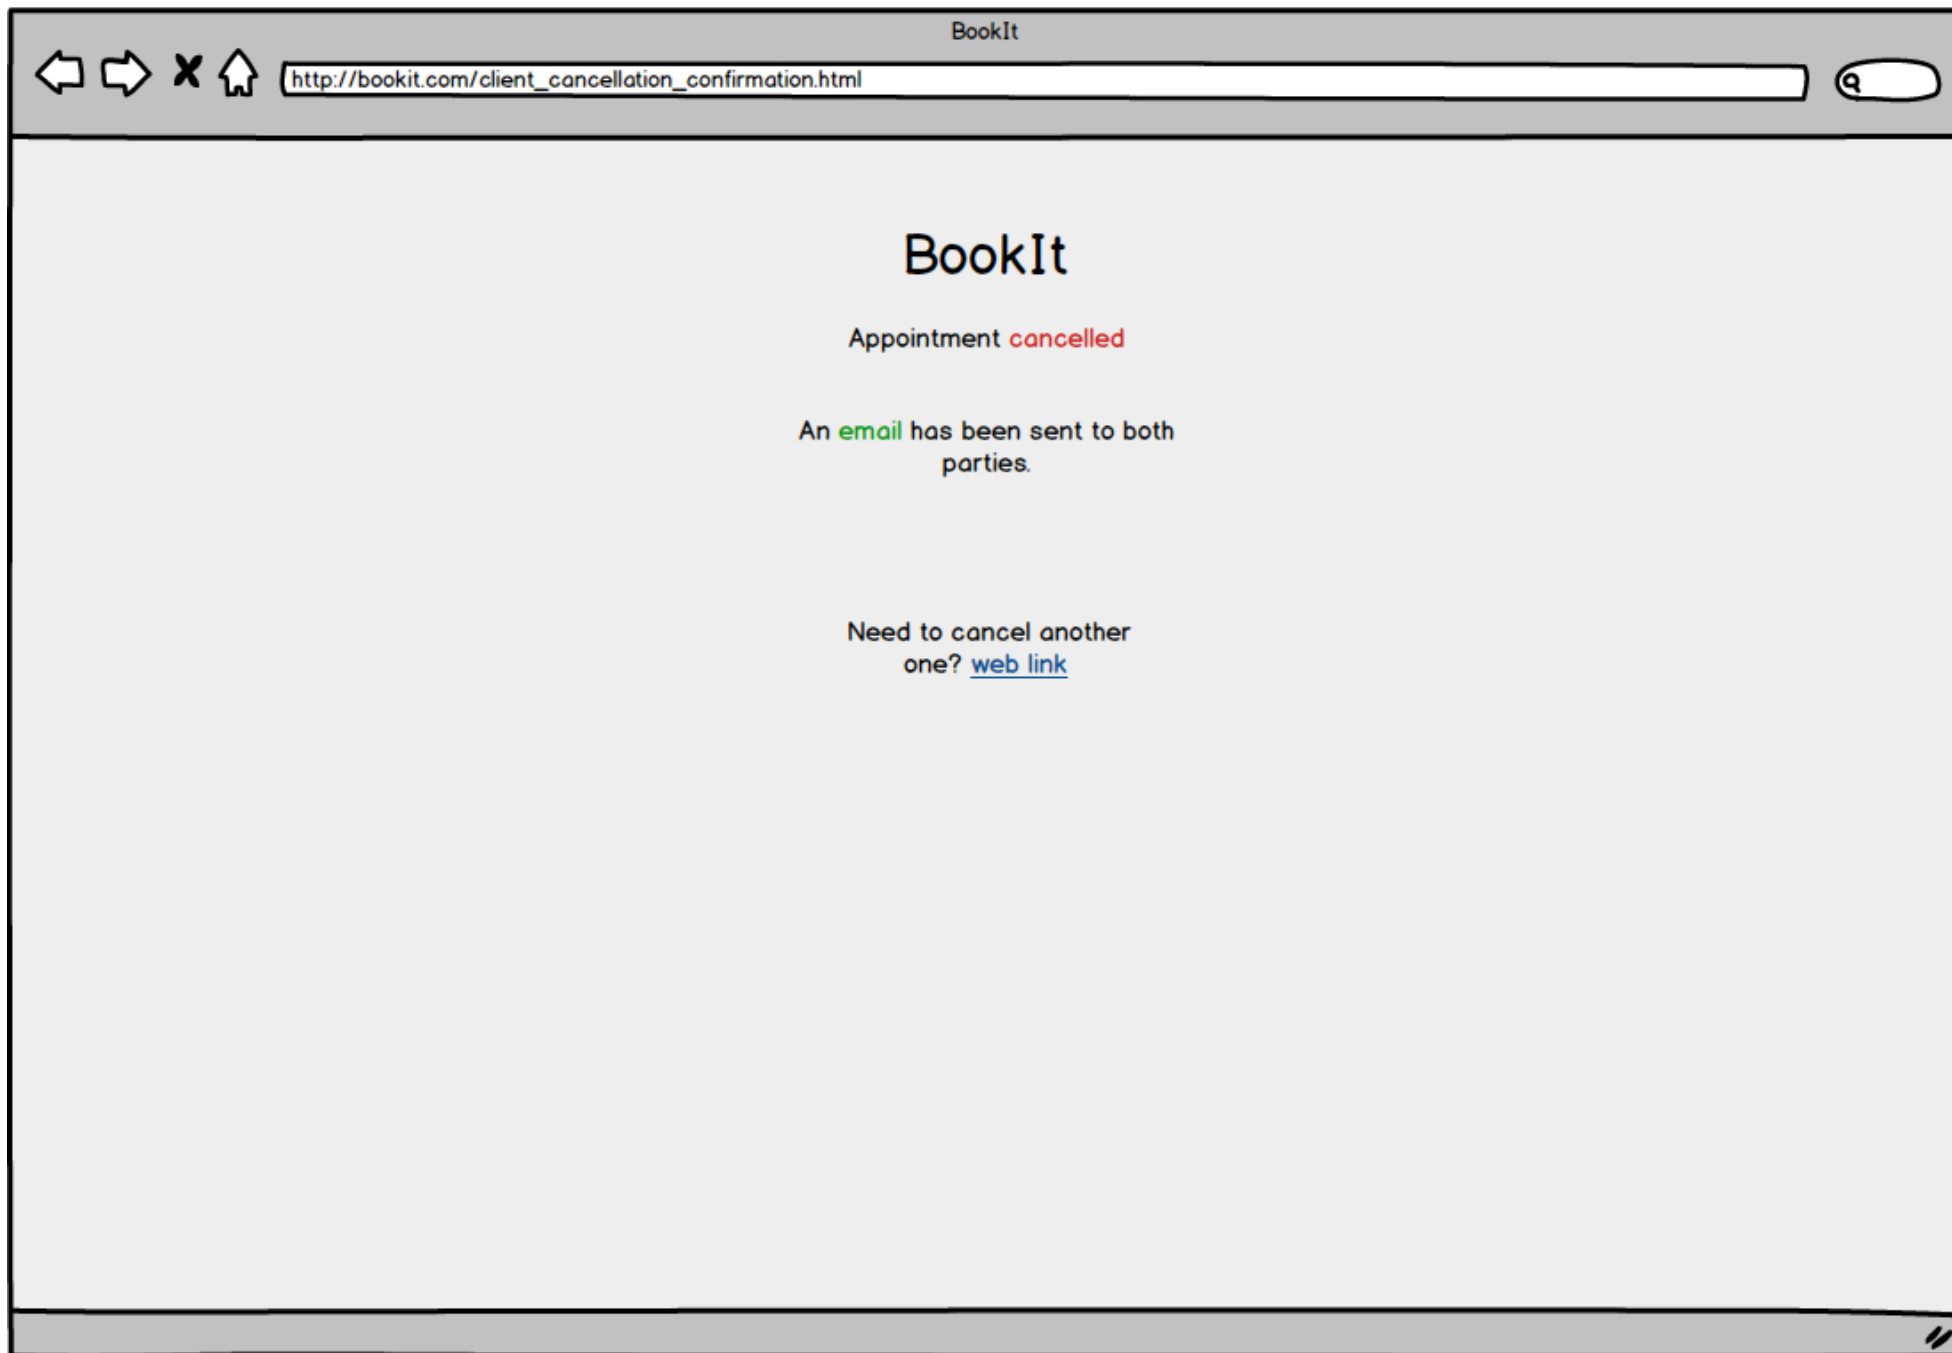 BookIt
http://bookit.com/client_cancellation_confirmation.html
BookIt
Appointment cancelled
An email has been sent to both
parties.
Need to cancel another
one? web link